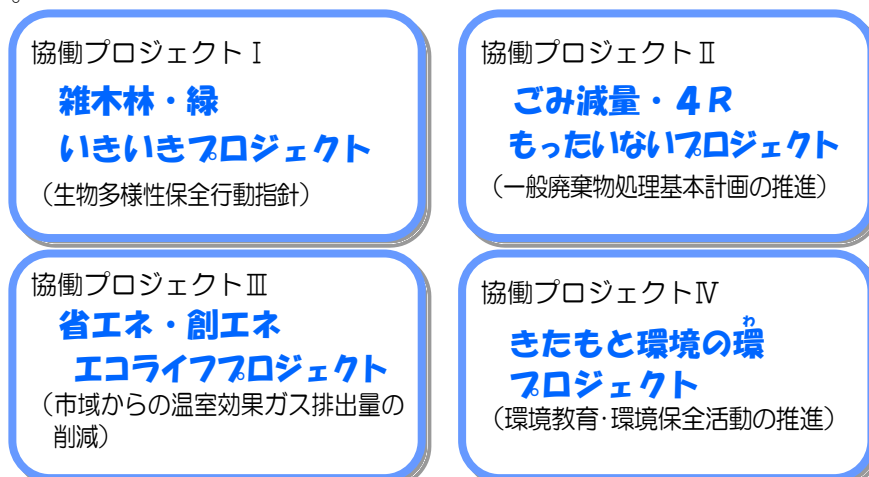 。
協働プロジェクトⅠ
雑木林・緑
いきいきプロジェクト
（生物多様性保全行動指針）
協働プロジェクトⅡ
ごみ減量・４Ｒ
もったいないプロジェクト
（一般廃棄物処理基本計画の推進）
協働プロジェクトⅢ
省エネ・創エネ
エコライフプロジェクト
（市域からの温室効果ガス排出量の
削減）
協働プロジェクトⅣ
わ
きたもと環境の環
プロジェクト
（環境教育・環境保全活動の推進）